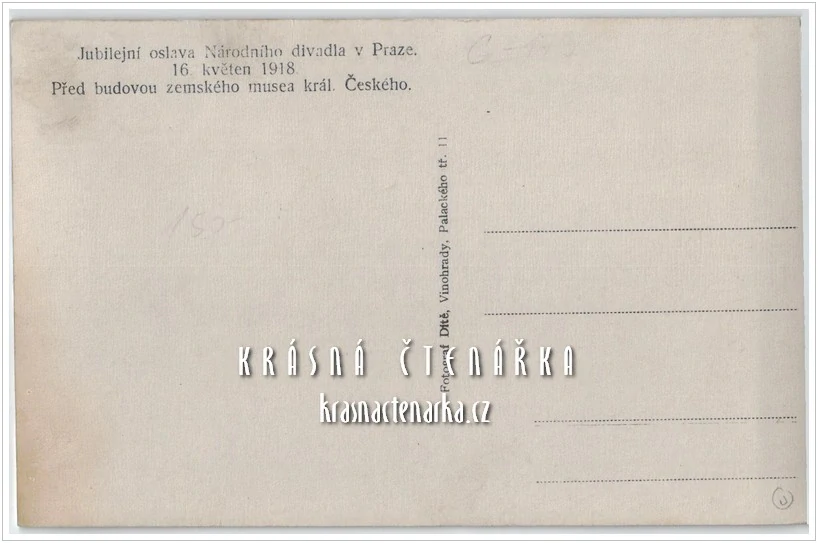 Jubilejní oslava Národního divadla v Praze.
16. květen 1918.
Před budovou zemského musea král. Českého.
Fotograf Dítě, Vinohrady, Palackého tř. 11
150-
KRÁSNÁ ČTENÁŘKA
krasnactenarka.cz